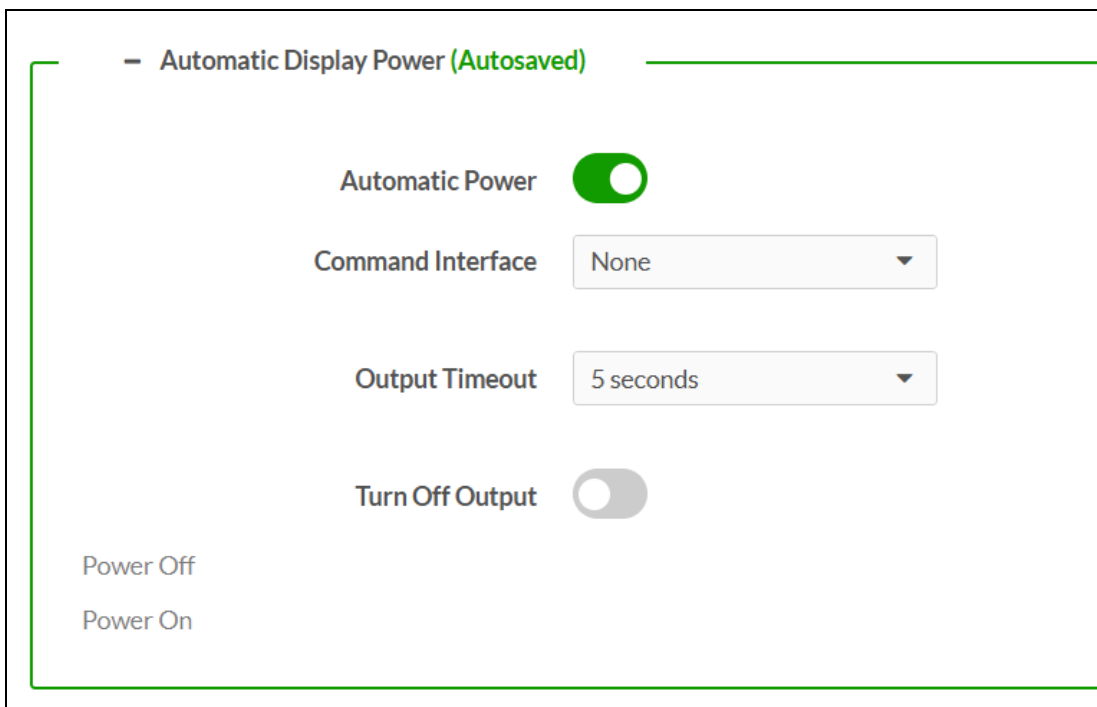 Automatic Display Power (Autosaved)
Automatic Power
Command Interface None
Output Timeout 5 seconds
Turn Off Output
Power Off
Power On